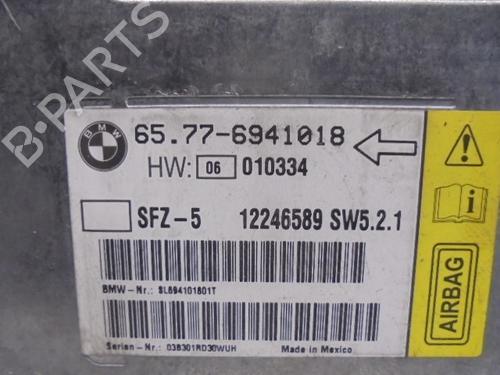 B-PARTS
BMW
65.77-6941018
HW: 06 010334
SFZ-5 12246589 SW5.2.1
BMW-Nr.: SL694101801T
Serien-Nr.: 038301RD30WUH Made in Mexico
AIRBAG